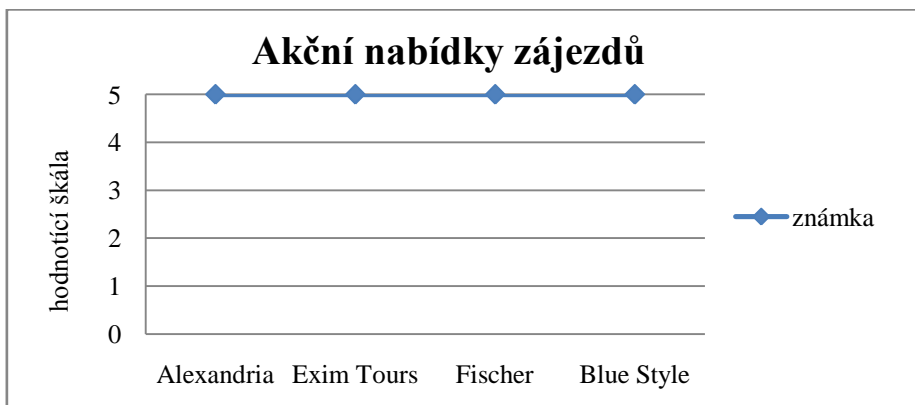 Akční nabídky zájezdů
hodnotící škála
5
4
3
2
1
0
Alexandria Exim Tours Fischer Blue Style
známka